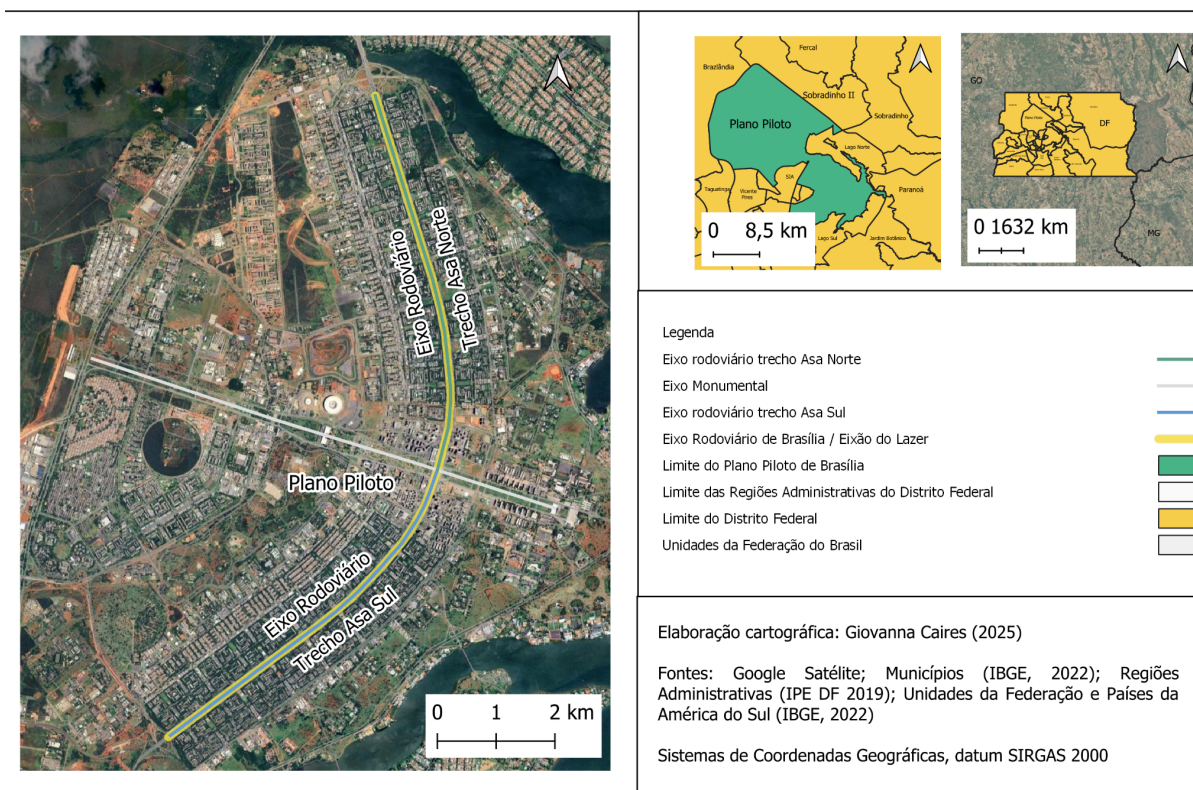 Eixo Rodoviário
Trecho Asa Norte
Plano Piloto
Eixo Rodoviário
Trecho Asa Sul
0 1 2 km
Fercal
Brazlândia
Sobradinho II
Plano Piloto
Sobradinho
Lago Norte
SIA
Taguatinga
Vicente
Pires
Paranoá
Lago Sul
Jardim Botânico
0 8,5 km
GO
Plano Piloto
DF
MG
0 1632 km
Legenda
Eixo rodoviário trecho Asa Norte
Eixo Monumental
Eixo rodoviário trecho Asa Sul
Eixo Rodoviário de Brasília / Eixão do Lazer
Limite do Plano Piloto de Brasília
Limite das Regiões Administrativas do Distrito Federal
Limite do Distrito Federal
Unidades da Federação do Brasil
Elaboração cartográfica: Giovanna Caires (2025)
Fontes: Google Satélite; Municípios (IBGE, 2022); Regiões
Administrativas (IPE DF 2019); Unidades da Federação e Países da
América do Sul (IBGE, 2022)
Sistemas de Coordenadas Geográficas, datum SIRGAS 2000